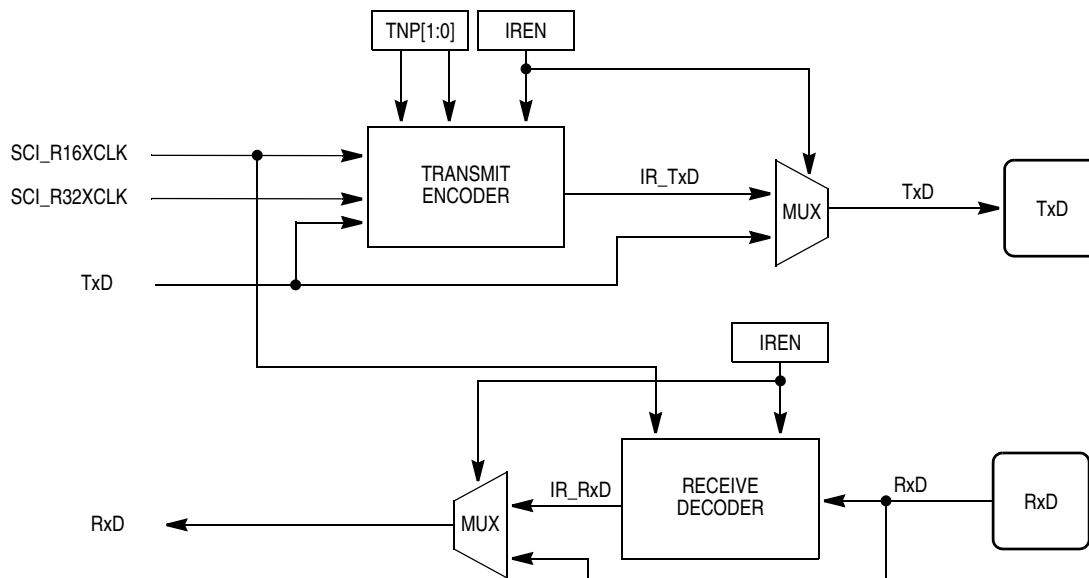 TNP[1:0]
IREN
SCI_R16XCLK
SCI_R32XCLK
TRANSMIT
ENCODER
IR_TxD
MUX
TxD
TxD
TxD
IREN
RxD
MUX
IR_RxD
RECEIVE
DECODER
RxD
RxD